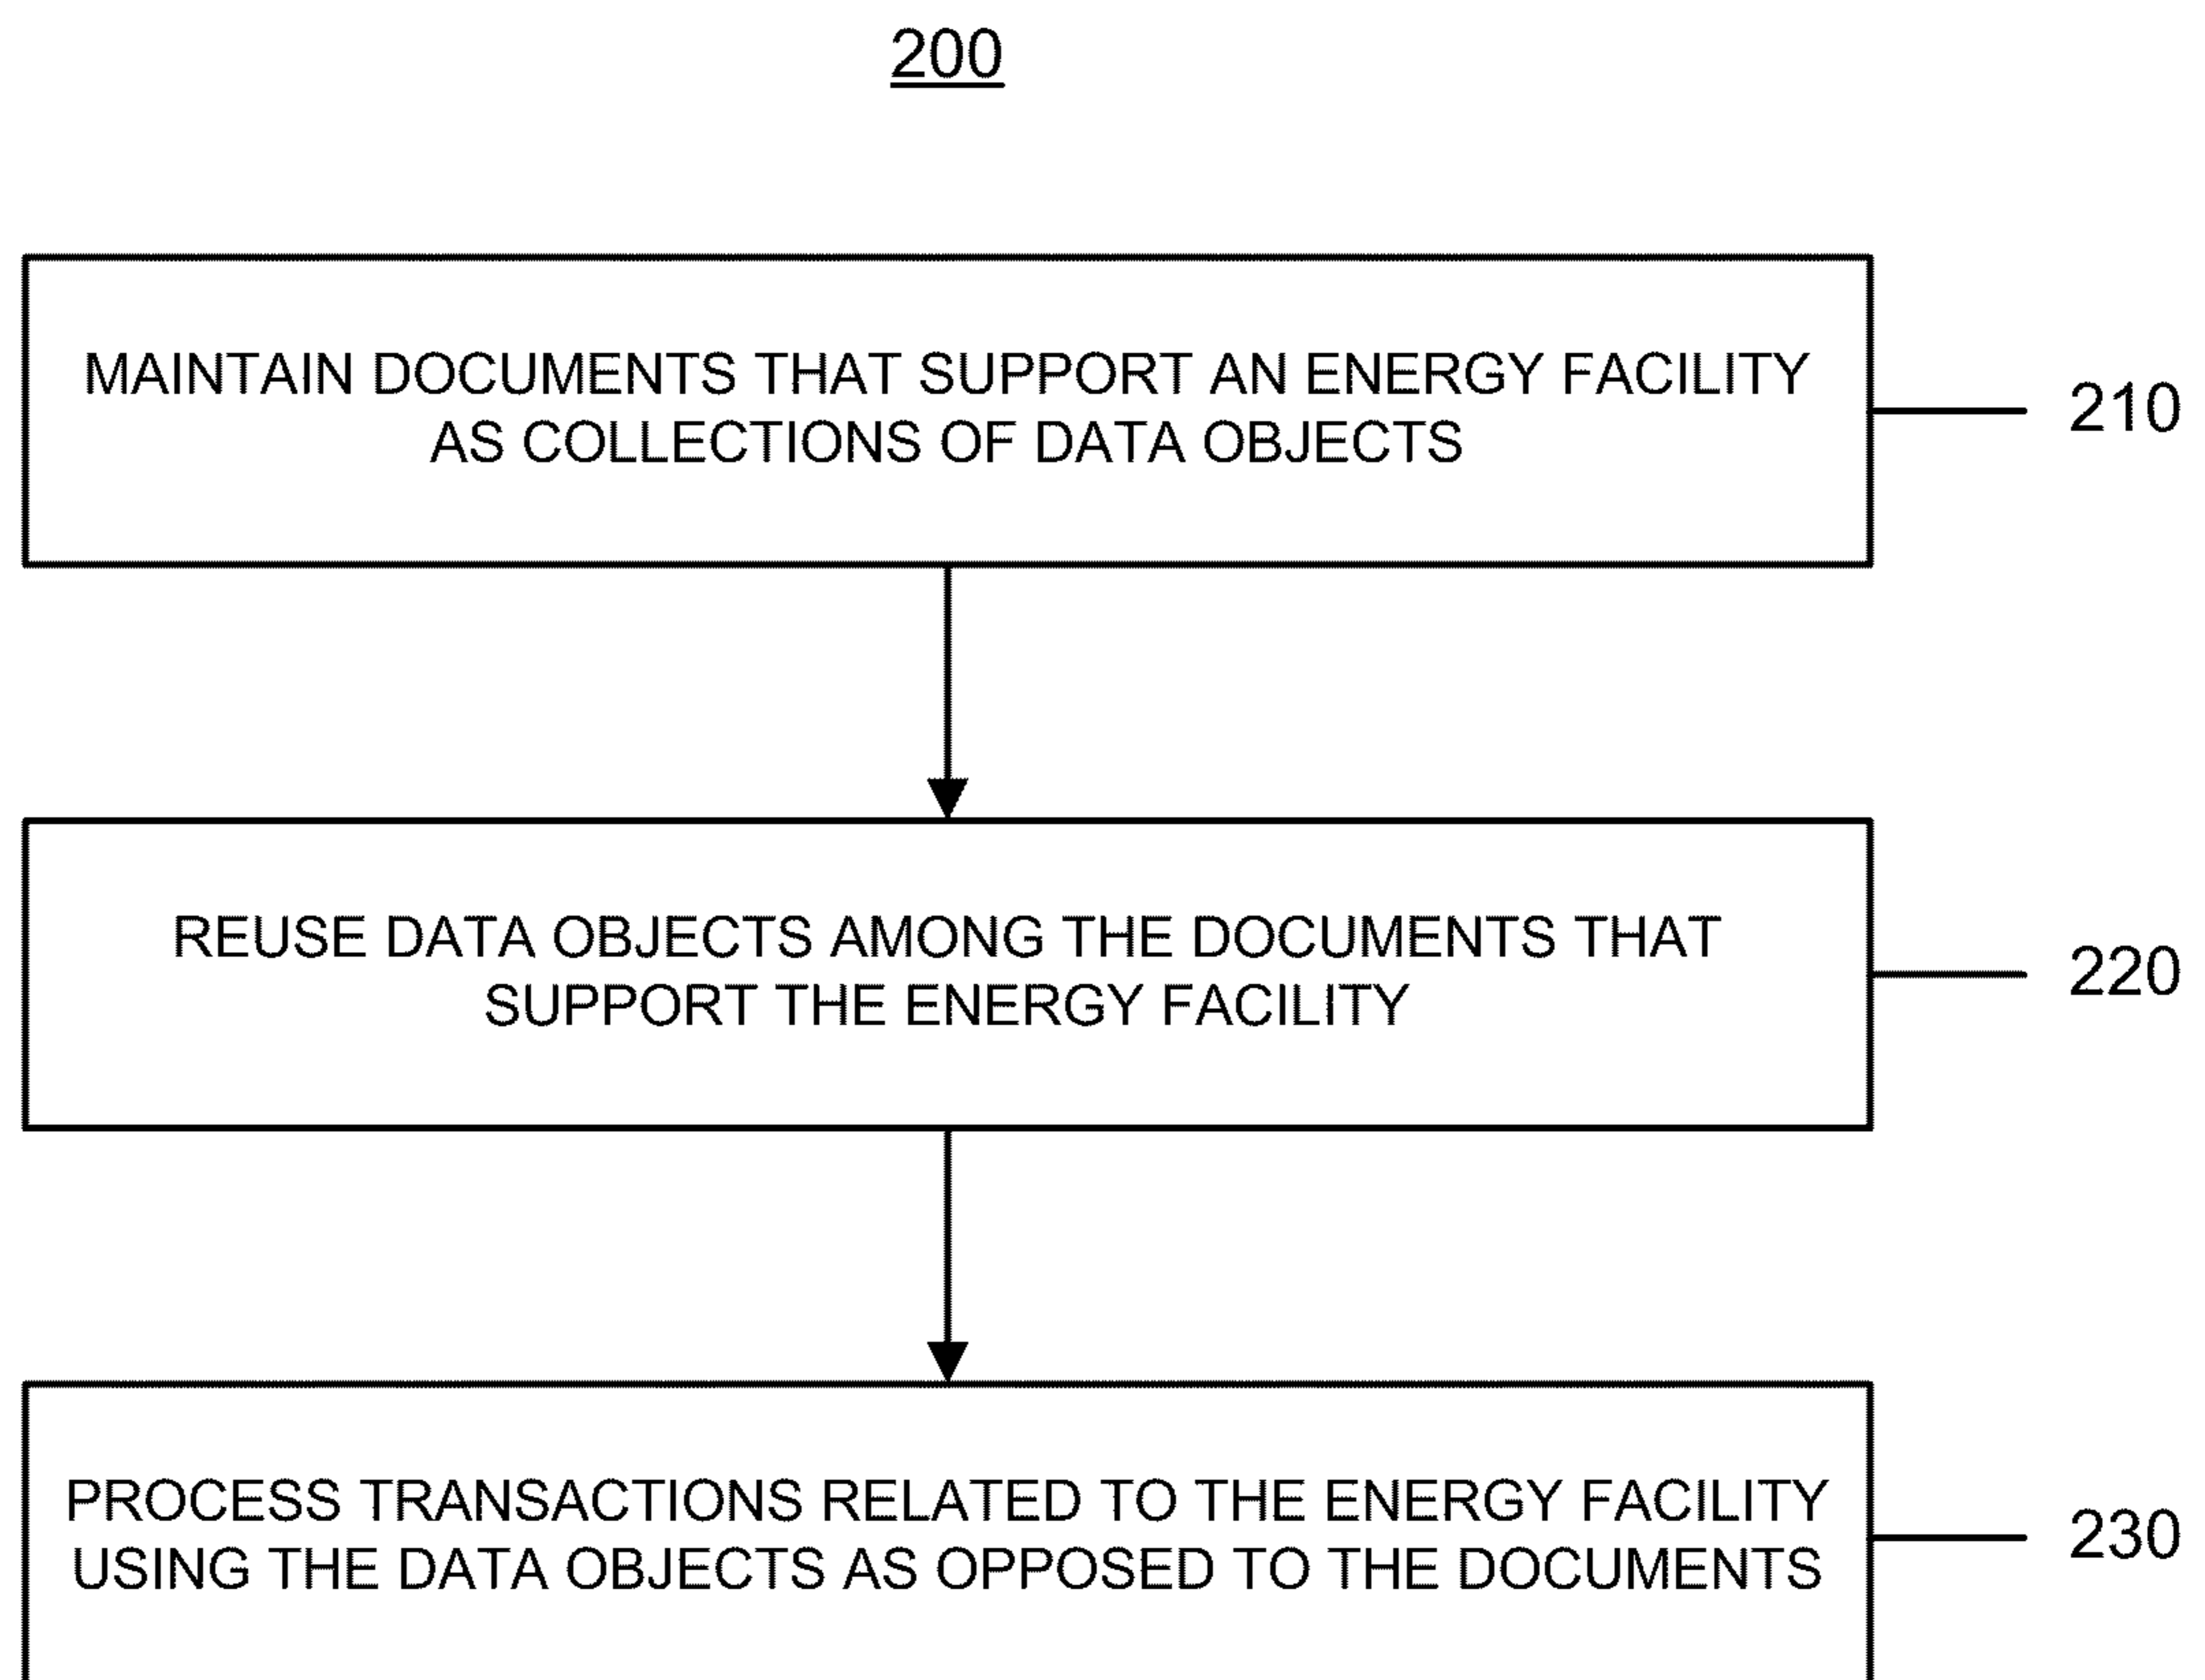 200
MAINTAIN DOCUMENTS THAT SUPPORT AN ENERGY FACILITY
AS COLLECTIONS OF DATA OBJECTS
210
REUSE DATA OBJECTS AMONG THE DOCUMENTS THAT
SUPPORT THE ENERGY FACILITY
220
PROCESS TRANSACTIONS RELATED TO THE ENERGY FACILITY
USING THE DATA OBJECTS AS OPPOSED TO THE DOCUMENTS
230